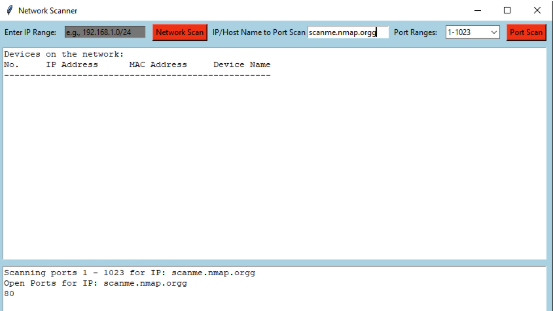 Network Scanner
Enter IP Range: e.g., 192.168.1.0/24 Network Scan IP/Host Name to Port Scan scanme.nmap.orgg Port Ranges: 1-1023 Port Scan
Devices on the network:
No. IP Address MAC Address Device Name
----------------------------------------------------
Scanning ports 1 - 1023 for IP: scanme.nmap.orgg
Open Ports for IP: scanme.nmap.orgg
80